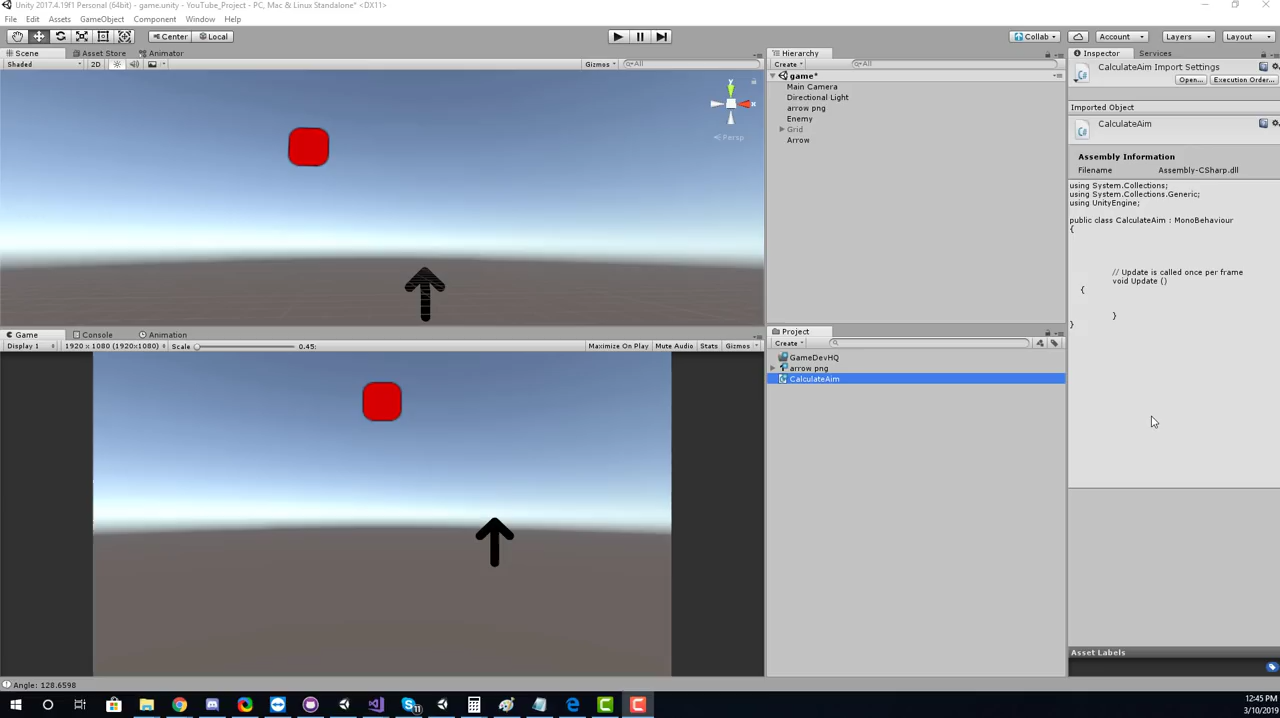 Unity 2017.4.19f1 Personal (64bit) - game.unity - YouTube_Project - PC, Mac & Linux Standalone* <DX11>
File Edit Assets GameObject Component Window Help
Center Local
Collab Account Layers Layout
Scene Asset Store Animator
Shaded 2D Gizmos All
y
Persp
Hierarchy
Create All
game*
Main Camera
Directional Light
arrow png
Enemy
Grid
Arrow
Inspector Services
CalculateAim Import Settings
Open... Execution Order...
Imported Object
CalculateAim
Assembly Information
Filename Assembly-CSharp.dll
using System.Collections;
using System.Collections.Generic;
using UnityEngine;
public class CalculateAim : MonoBehaviour
{
// Update is called once per frame
void Update ()
{
}
}
Game Console Animation
Display 1 1920 x 1080 (1920x1080) Scale 0.45: Maximize On Play Mute Audio Stats Gizmos
Project
Create
GameDevHQ
arrow png
CalculateAim
Asset Labels
Angle: 128.6598
12:45 PM
3/10/2019